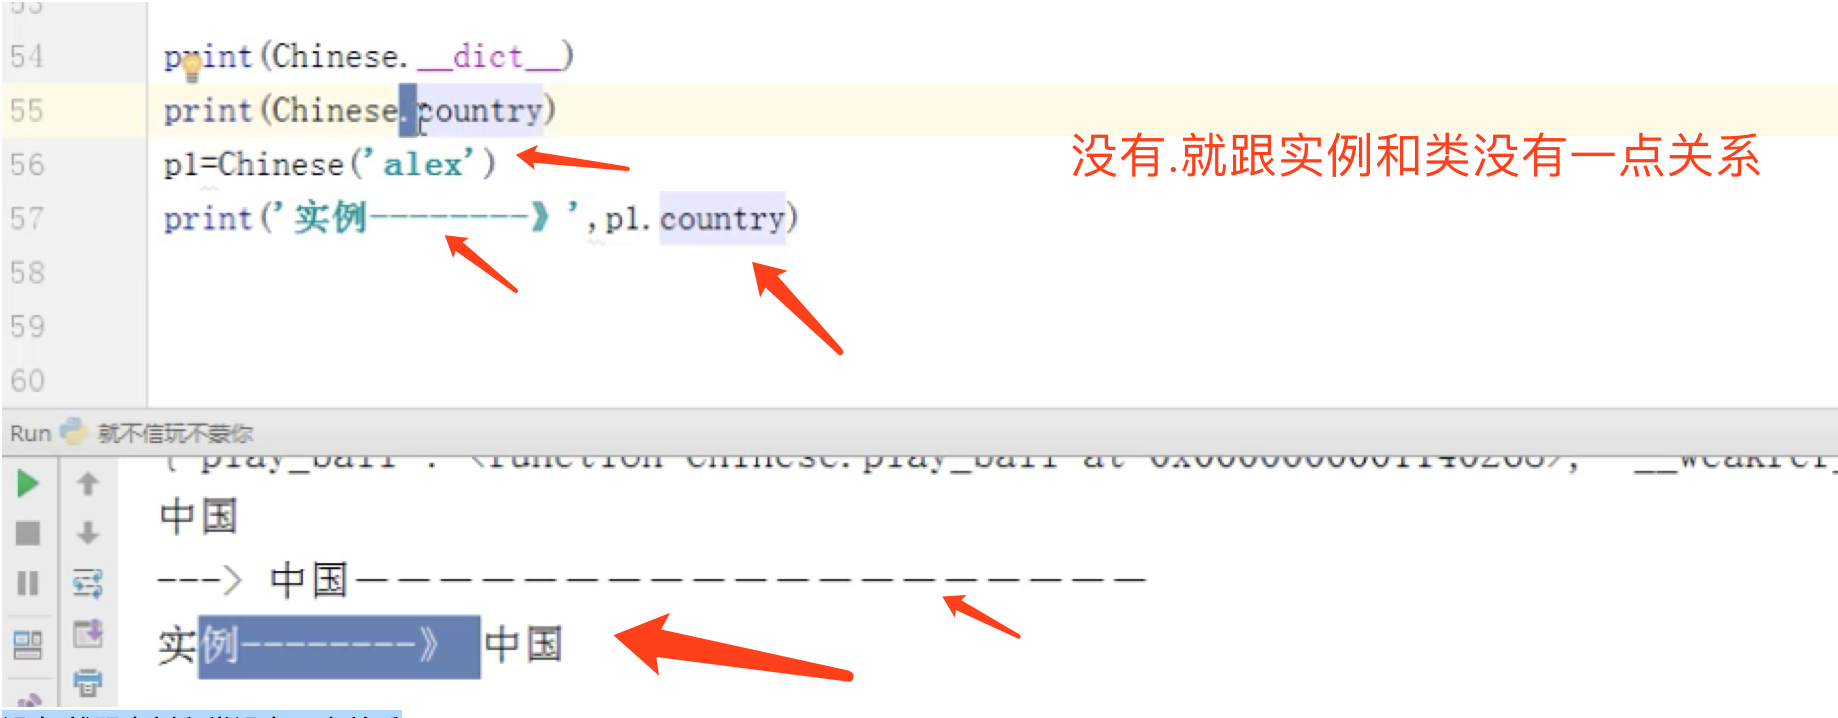 54 print(Chinese.__dict__)
55 print(Chinese.country)
没有.就跟实例和类没有一点关系
56 p1=Chinese('alex')
57 print('实例--------》',p1.country)
58
59
60
Run 就不信玩不蒙你
中国
---> 中国— — — — — — — — — — — — — — — — — — —
实例--------》 中国